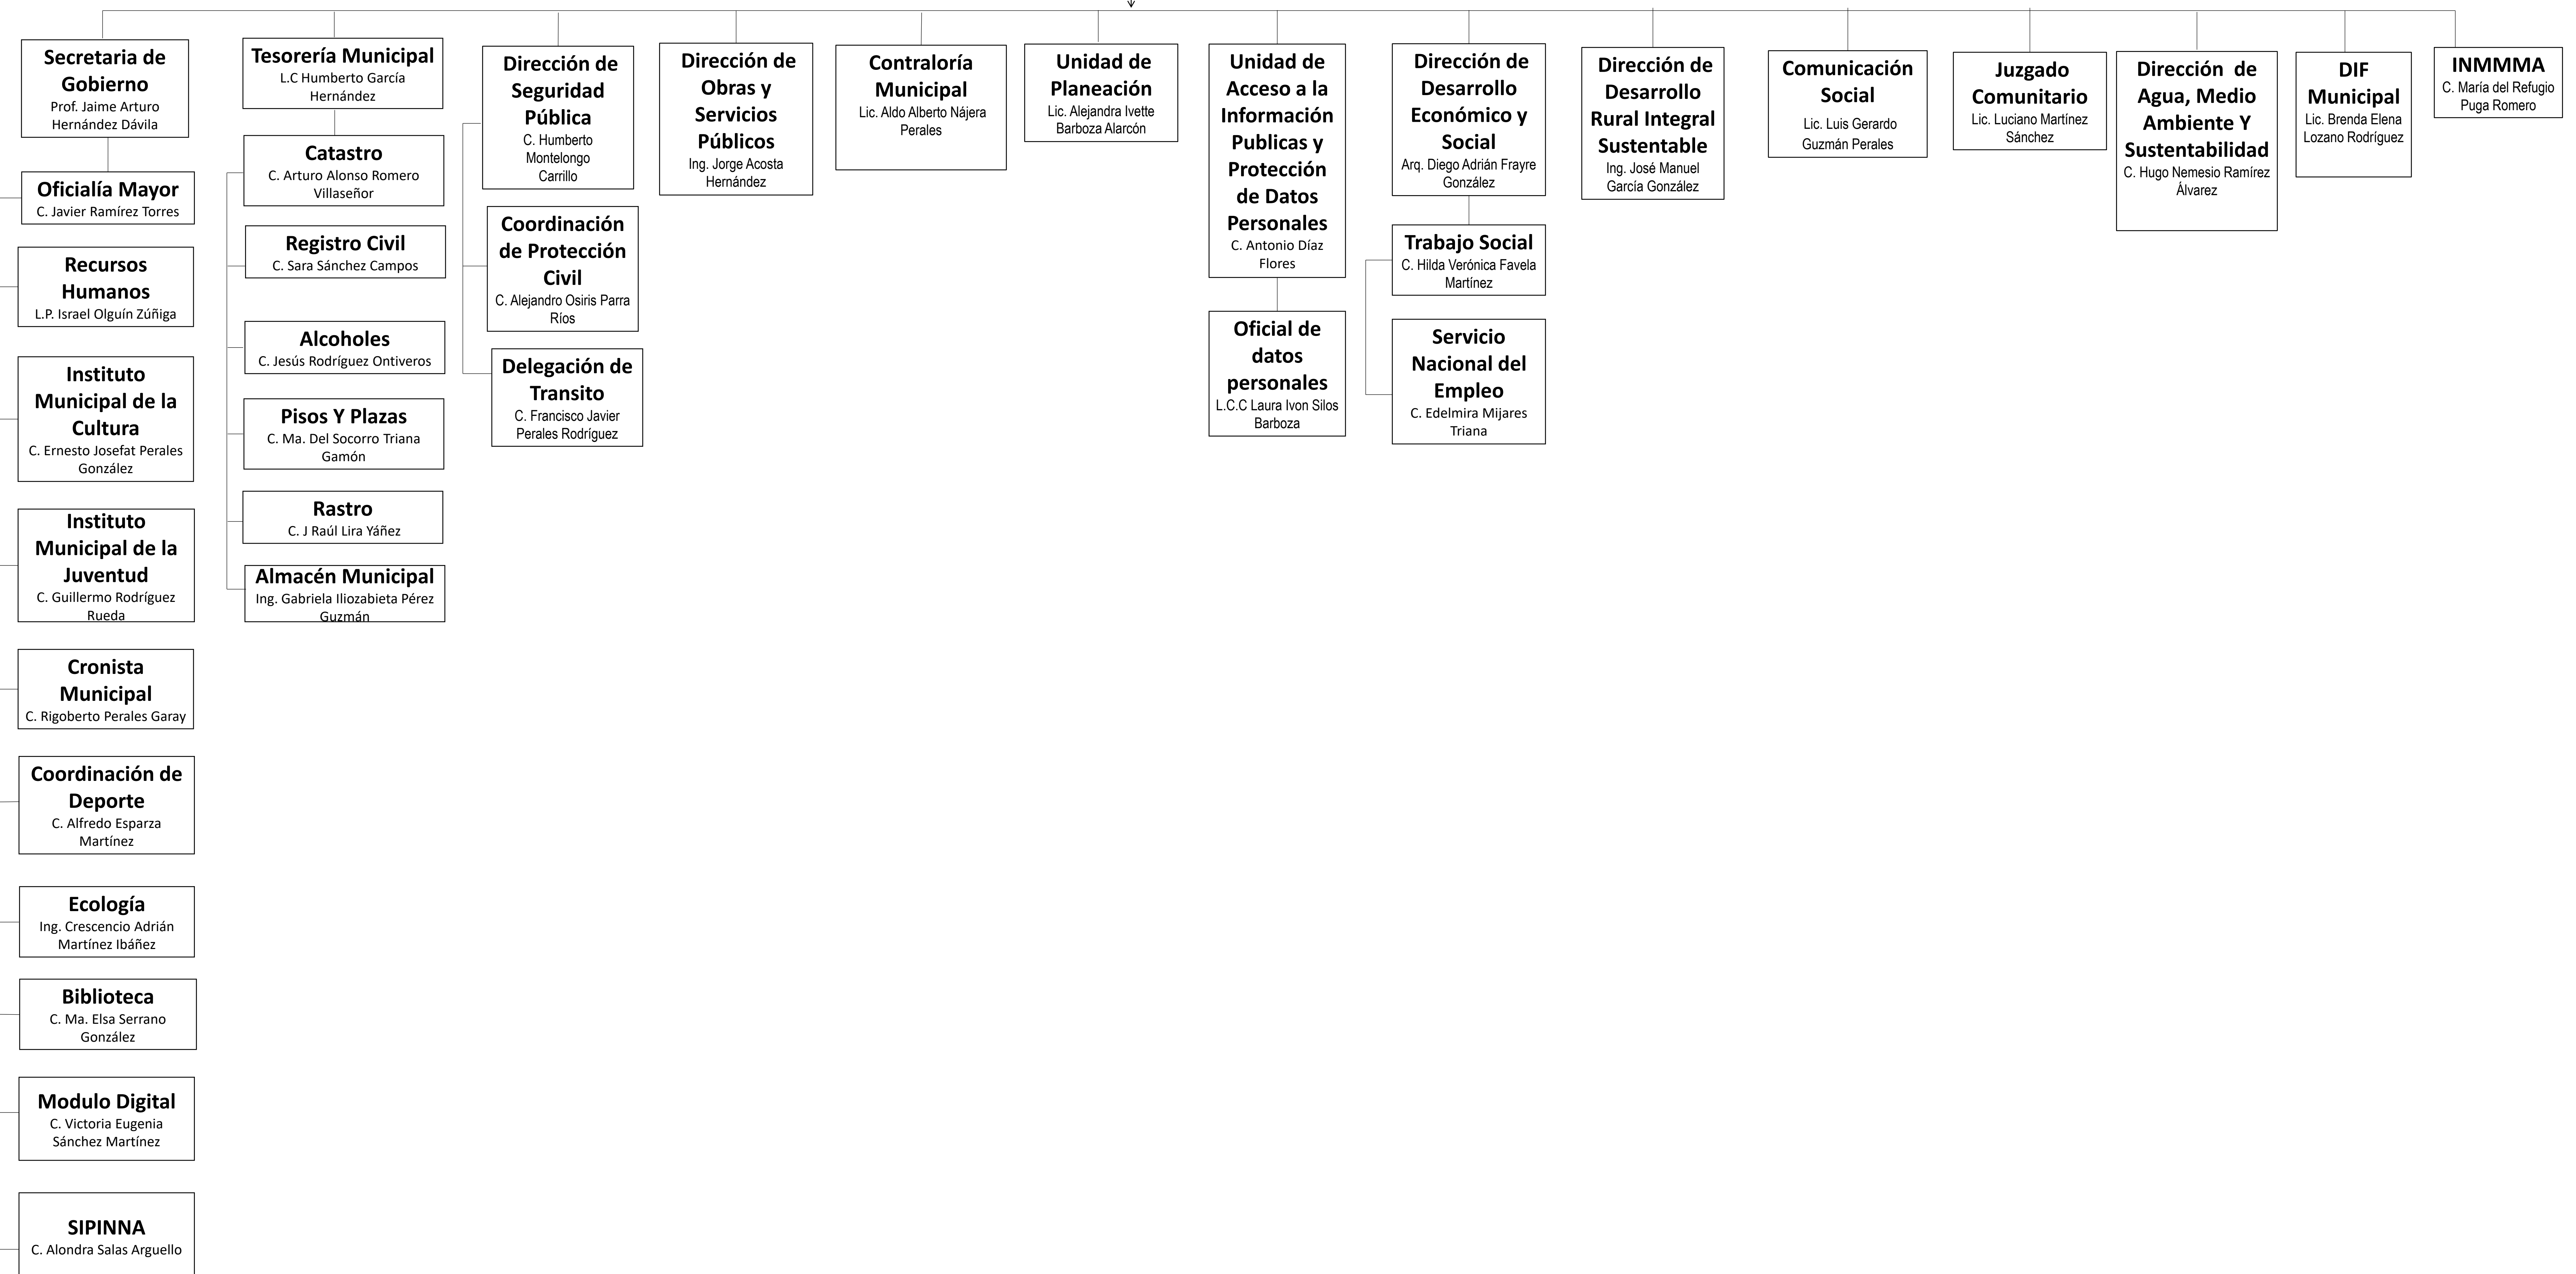 Secretaria de
Gobierno
Prof. Jaime Arturo
Hernández Dávila
Oficialía Mayor
C. Javier Ramírez Torres
Recursos
Humanos
L.P. Israel Olguín Zúñiga
Instituto
Municipal de la
Cultura
C. Ernesto Josefat Perales
González
Instituto
Municipal de la
Juventud
C. Guillermo Rodríguez
Rueda
Cronista
Municipal
C. Rigoberto Perales Garay
Coordinación de
Deporte
C. Alfredo Esparza
Martínez
Ecología
Ing. Crescencio Adrián
Martínez Ibáñez
Biblioteca
C. Ma. Elsa Serrano
González
Modulo Digital
C. Victoria Eugenia
Sánchez Martínez
SIPINNA
C. Alondra Salas Arguello
Tesorería Municipal
L.C Humberto García
Hernández
Catastro
C. Arturo Alonso Romero
Villaseñor
Registro Civil
C. Sara Sánchez Campos
Alcoholes
C. Jesús Rodríguez Ontiveros
Pisos Y Plazas
C. Ma. Del Socorro Triana
Gamón
Rastro
C. J Raúl Lira Yáñez
Almacén Municipal
Ing. Gabriela Iliozabieta Pérez
Guzmán
Dirección de
Seguridad
Pública
C. Humberto
Montelongo
Carrillo
Coordinación
de Protección
Civil
C. Alejandro Osiris Parra
Ríos
Delegación de
Transito
C. Francisco Javier
Perales Rodríguez
Dirección de
Obras y
Servicios
Públicos
Ing. Jorge Acosta
Hernández
Contraloría
Municipal
Lic. Aldo Alberto Nájera
Perales
Unidad de
Planeación
Lic. Alejandra Ivette
Barboza Alarcón
Unidad de
Acceso a la
Información
Publicas y
Protección
de Datos
Personales
C. Antonio Díaz
Flores
Oficial de
datos
personales
L.C.C Laura Ivon Silos
Barboza
Dirección de
Desarrollo
Económico y
Social
Arq. Diego Adrián Frayre
González
Trabajo Social
C. Hilda Verónica Favela
Martínez
Servicio
Nacional del
Empleo
C. Edelmira Mijares
Triana
Dirección de
Desarrollo
Rural Integral
Sustentable
Ing. José Manuel
García González
Comunicación
Social
Lic. Luis Gerardo
Guzmán Perales
Juzgado
Comunitario
Lic. Luciano Martínez
Sánchez
Dirección de
Agua, Medio
Ambiente Y
Sustentabilidad
C. Hugo Nemesio Ramírez
Álvarez
DIF
Municipal
Lic. Brenda Elena
Lozano Rodríguez
INMMMA
C. María del Refugio
Puga Romero